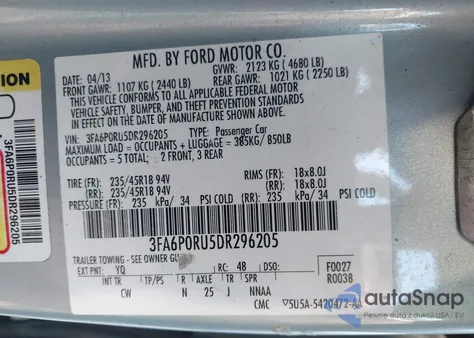 MFD. BY FORD MOTOR CO.
04/13 GVWR: 2123 KG ( 4680 LB)
FRONT GAWR: 1107 KG ( 2440 LB) REAR GAWR: 1021 KG ( 2250 LB)
THIS VEHICLE CONFORMS TO ALL APPLICABLE FEDERAL MOTOR
VEHICLE SAFETY, BUMPER, AND THEFT PREVENTION STANDARDS
IN EFFECT ON THE DATE OF MANUFACTURE SHOWN ABOVE.
VIN: 3FA6P0RU5DR296205 TYPE: Passenger Car
MAXIMUM LOAD = OCCUPANTS + LUGGAGE = 385KG / 850LB
OCCUPANTS = 5 TOTAL; 2 FRONT, 3 REAR
TIRE (FR): 235/45R18 94V RIMS (FR): 18x8.0J
TIRE (RR): 235/45R18 94V (RR): 18x8.0J
PRESSURE (FR): 235 kPa/ 34 PSI COLD (RR): 235 kPa/ 34 PSI COLD
3FA6P0RU5DR296205
TRAILER TOWING - SEE OWNER
EXT PNT: YQ RC: 48 DSO:
F0027
R0038
INT TR TP/PS R AXLE TR SPR
CW N 25 J NNAA
CMC ▽5U5A-5420472-AA
3FA6P0RU5DR296205
autoSnap
Pewne auta z aukcji USA i EU